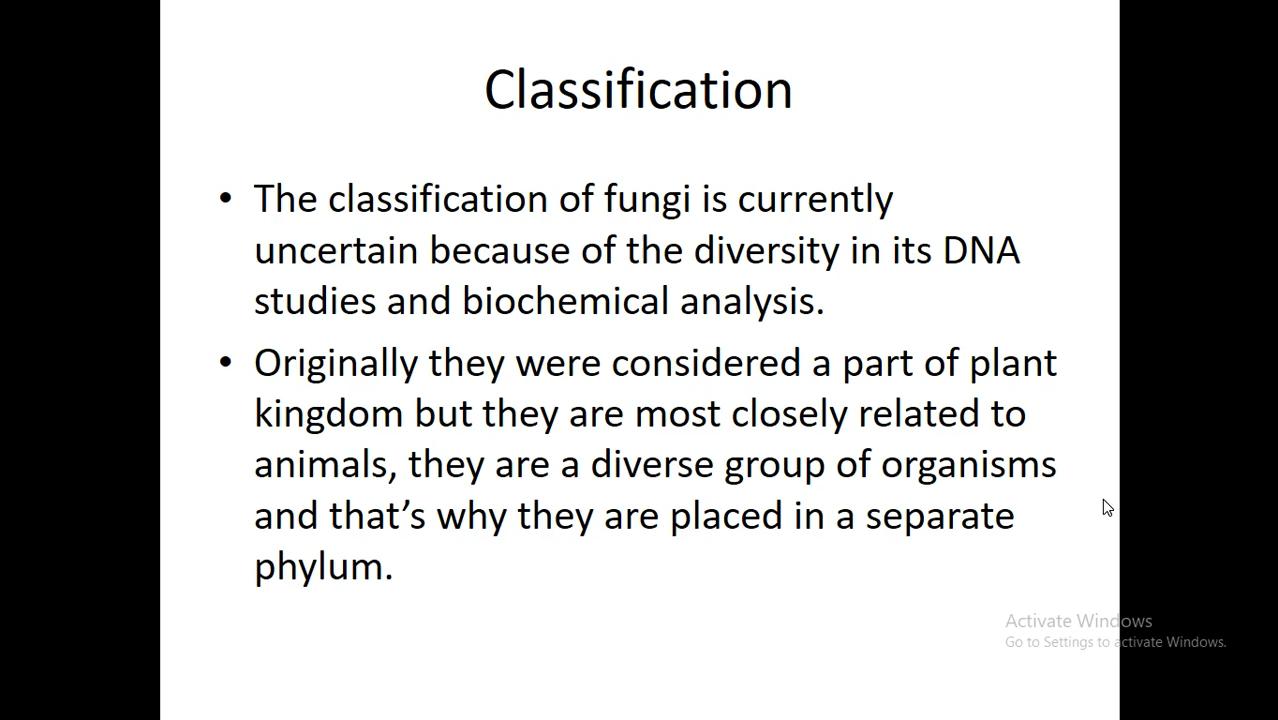 Classification
• The classification of fungi is currently
uncertain because of the diversity in its DNA
studies and biochemical analysis.
• Originally they were considered a part of plant
kingdom but they are most closely related to
animals, they are a diverse group of organisms
and that’s why they are placed in a separate
phylum.
Activate Windows
Go to Settings to activate Windows.